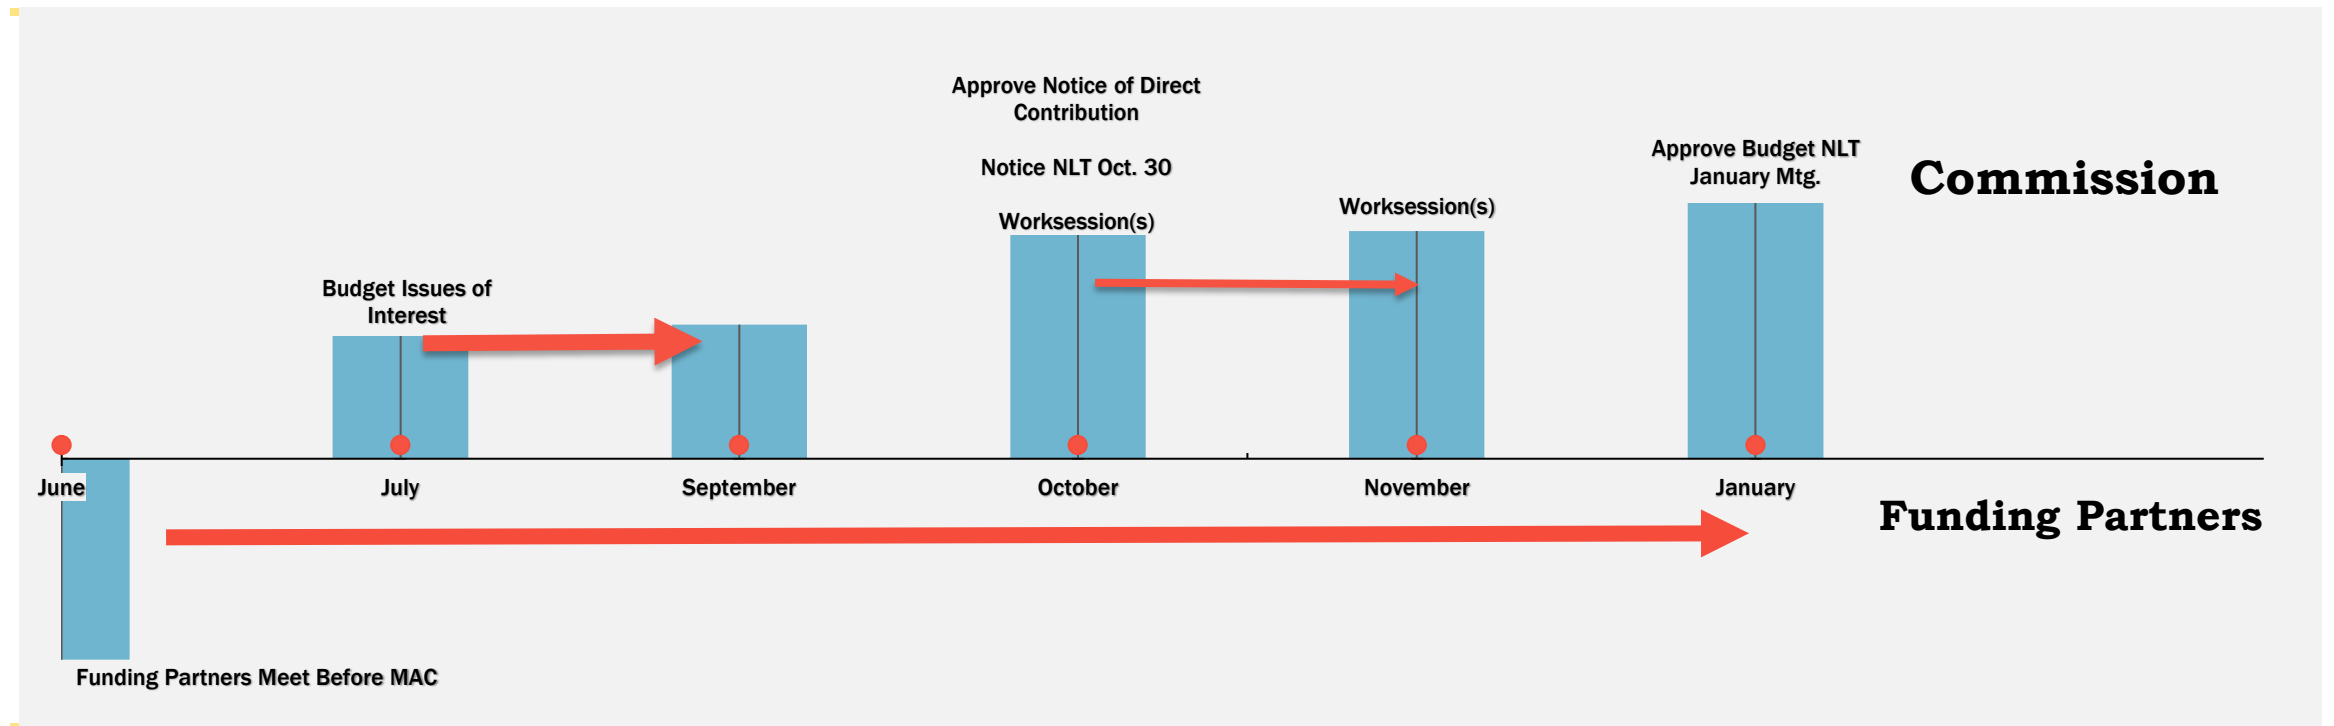 Approve Notice of Direct
Contribution
Notice NLT Oct. 30
Worksession(s)
Worksession(s)
Approve Budget NLT
January Mtg.
Commission
Budget Issues of
Interest
June
July
September
October
November
January
Funding Partners
Funding Partners Meet Before MAC